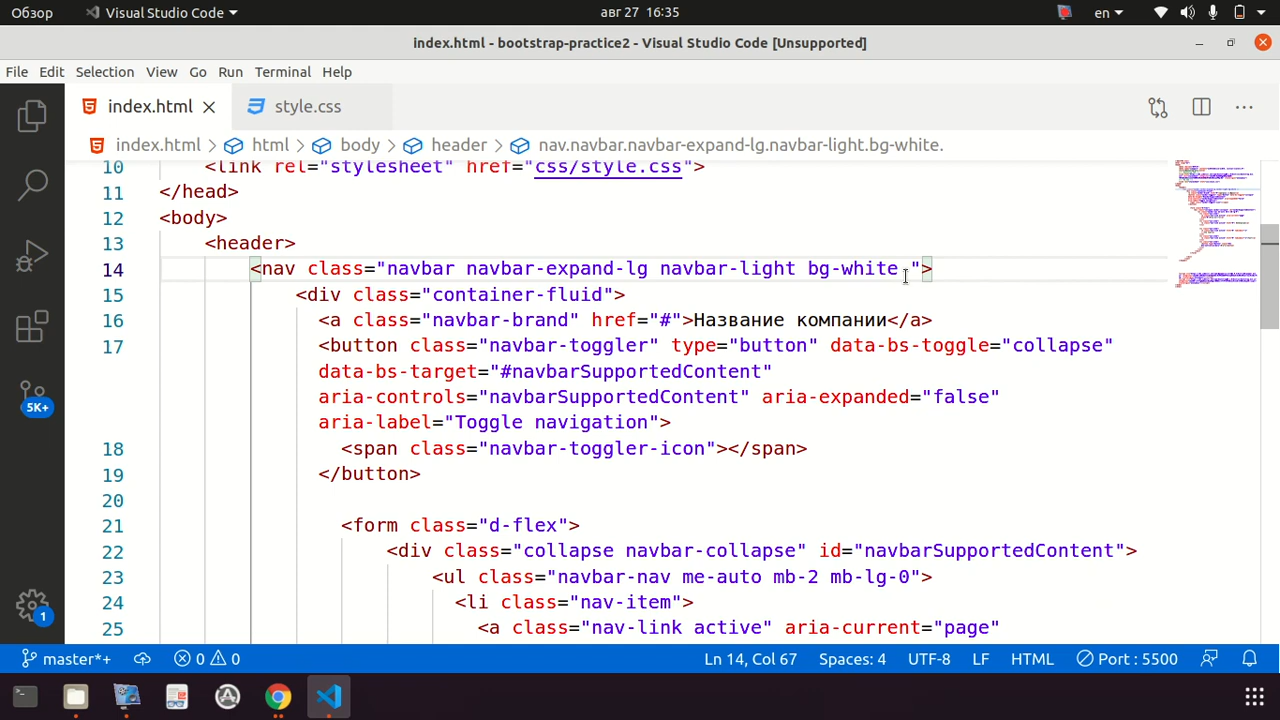 Обзор Visual Studio Code авг 27 16:35 en
index.html - bootstrap-practice2 - Visual Studio Code [Unsupported]
File Edit Selection View Go Run Terminal Help
index.html style.css
index.html > html > body > header > nav.navbar.navbar-expand-lg.navbar-light.bg-white.
10 <link rel="stylesheet" href="css/style.css">
11 </head>
12 <body>
13 <header>
14 <nav class="navbar navbar-expand-lg navbar-light bg-white ">
15 <div class="container-fluid">
16 <a class="navbar-brand" href="#">Название компании</a>
17 <button class="navbar-toggler" type="button" data-bs-toggle="collapse"
data-bs-target="#navbarSupportedContent"
aria-controls="navbarSupportedContent" aria-expanded="false"
aria-label="Toggle navigation">
18 <span class="navbar-toggler-icon"></span>
19 </button>
20
21 <form class="d-flex">
22 <div class="collapse navbar-collapse" id="navbarSupportedContent">
23 <ul class="navbar-nav me-auto mb-2 mb-lg-0">
24 <li class="nav-item">
25 <a class="nav-link active" aria-current="page"
5K+
1
master*+ 0 0 Ln 14, Col 67 Spaces: 4 UTF-8 LF HTML Port : 5500